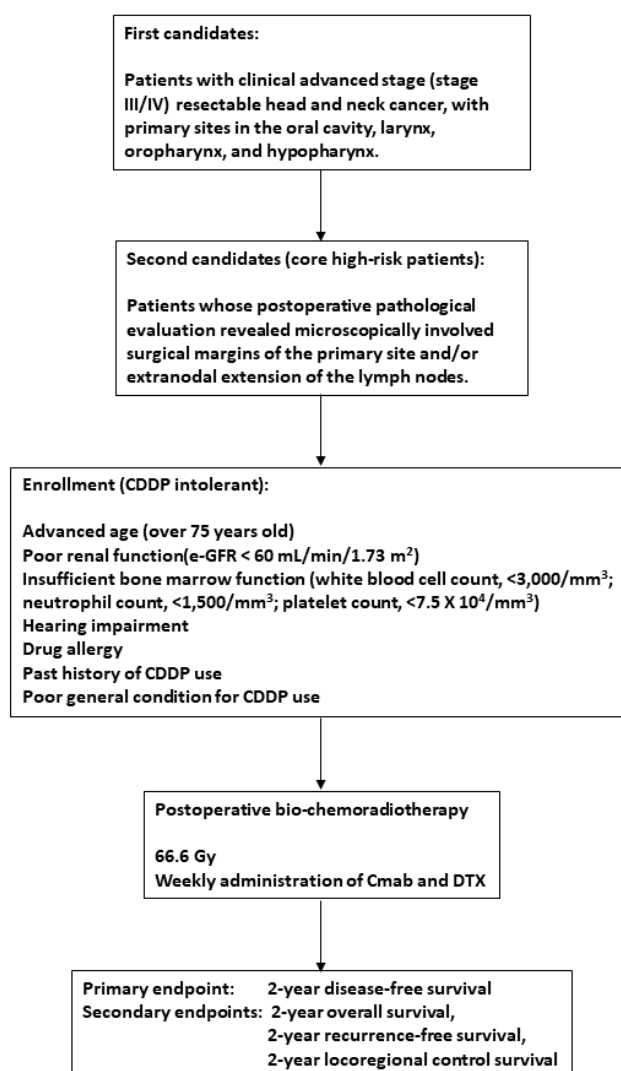 First candidates:
Patients with clinical advanced stage (stage
III/IV) resectable head and neck cancer, with
primary sites in the oral cavity, larynx,
oropharynx, and hypopharynx.
Second candidates (core high-risk patients):
Patients whose postoperative pathological
evaluation revealed microscopically involved
surgical margins of the primary site and/or
extranodal extension of the lymph nodes.
Enrollment (CDDP intolerant):
Advanced age (over 75 years old)
Poor renal function(e-GFR < 60 mL/min/1.73 m²)
Insufficient bone marrow function (white blood cell count, <3,000/mm³;
neutrophil count, <1,500/mm³; platelet count, <7.5 X 10⁴/mm³)
Hearing impairment
Drug allergy
Past history of CDDP use
Poor general condition for CDDP use
Postoperative bio-chemoradiotherapy
66.6 Gy
Weekly administration of Cmab and DTX
Primary endpoint: 2-year disease-free survival
Secondary endpoints: 2-year overall survival,
2-year recurrence-free survival,
2-year locoregional control survival